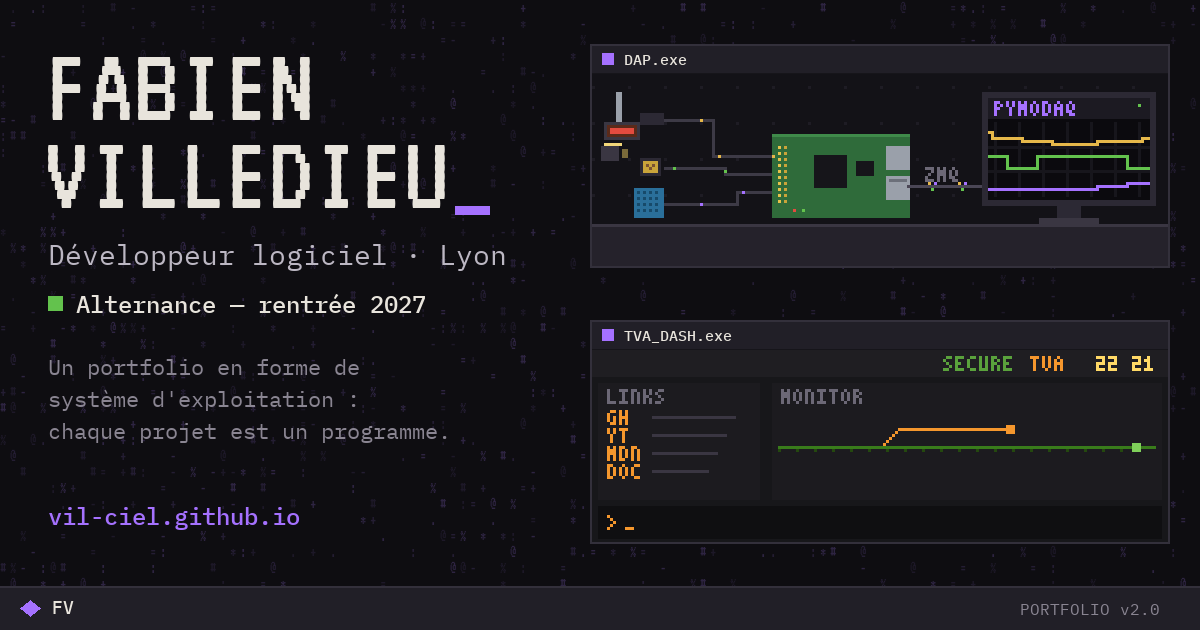 FABIEN
VILLEDIEU_
Développeur logiciel · Lyon
Alternance — rentrée 2027
Un portfolio en forme de
système d'exploitation :
chaque projet est un programme.
vil-ciel.github.io
DAP.exe
PYMODAQ
ZMQ
TVA_DASH.exe
SECURE TVA 22 21
LINKS
GH
YT
MDN
DOC
MONITOR
>_
FV
PORTFOLIO v2.0